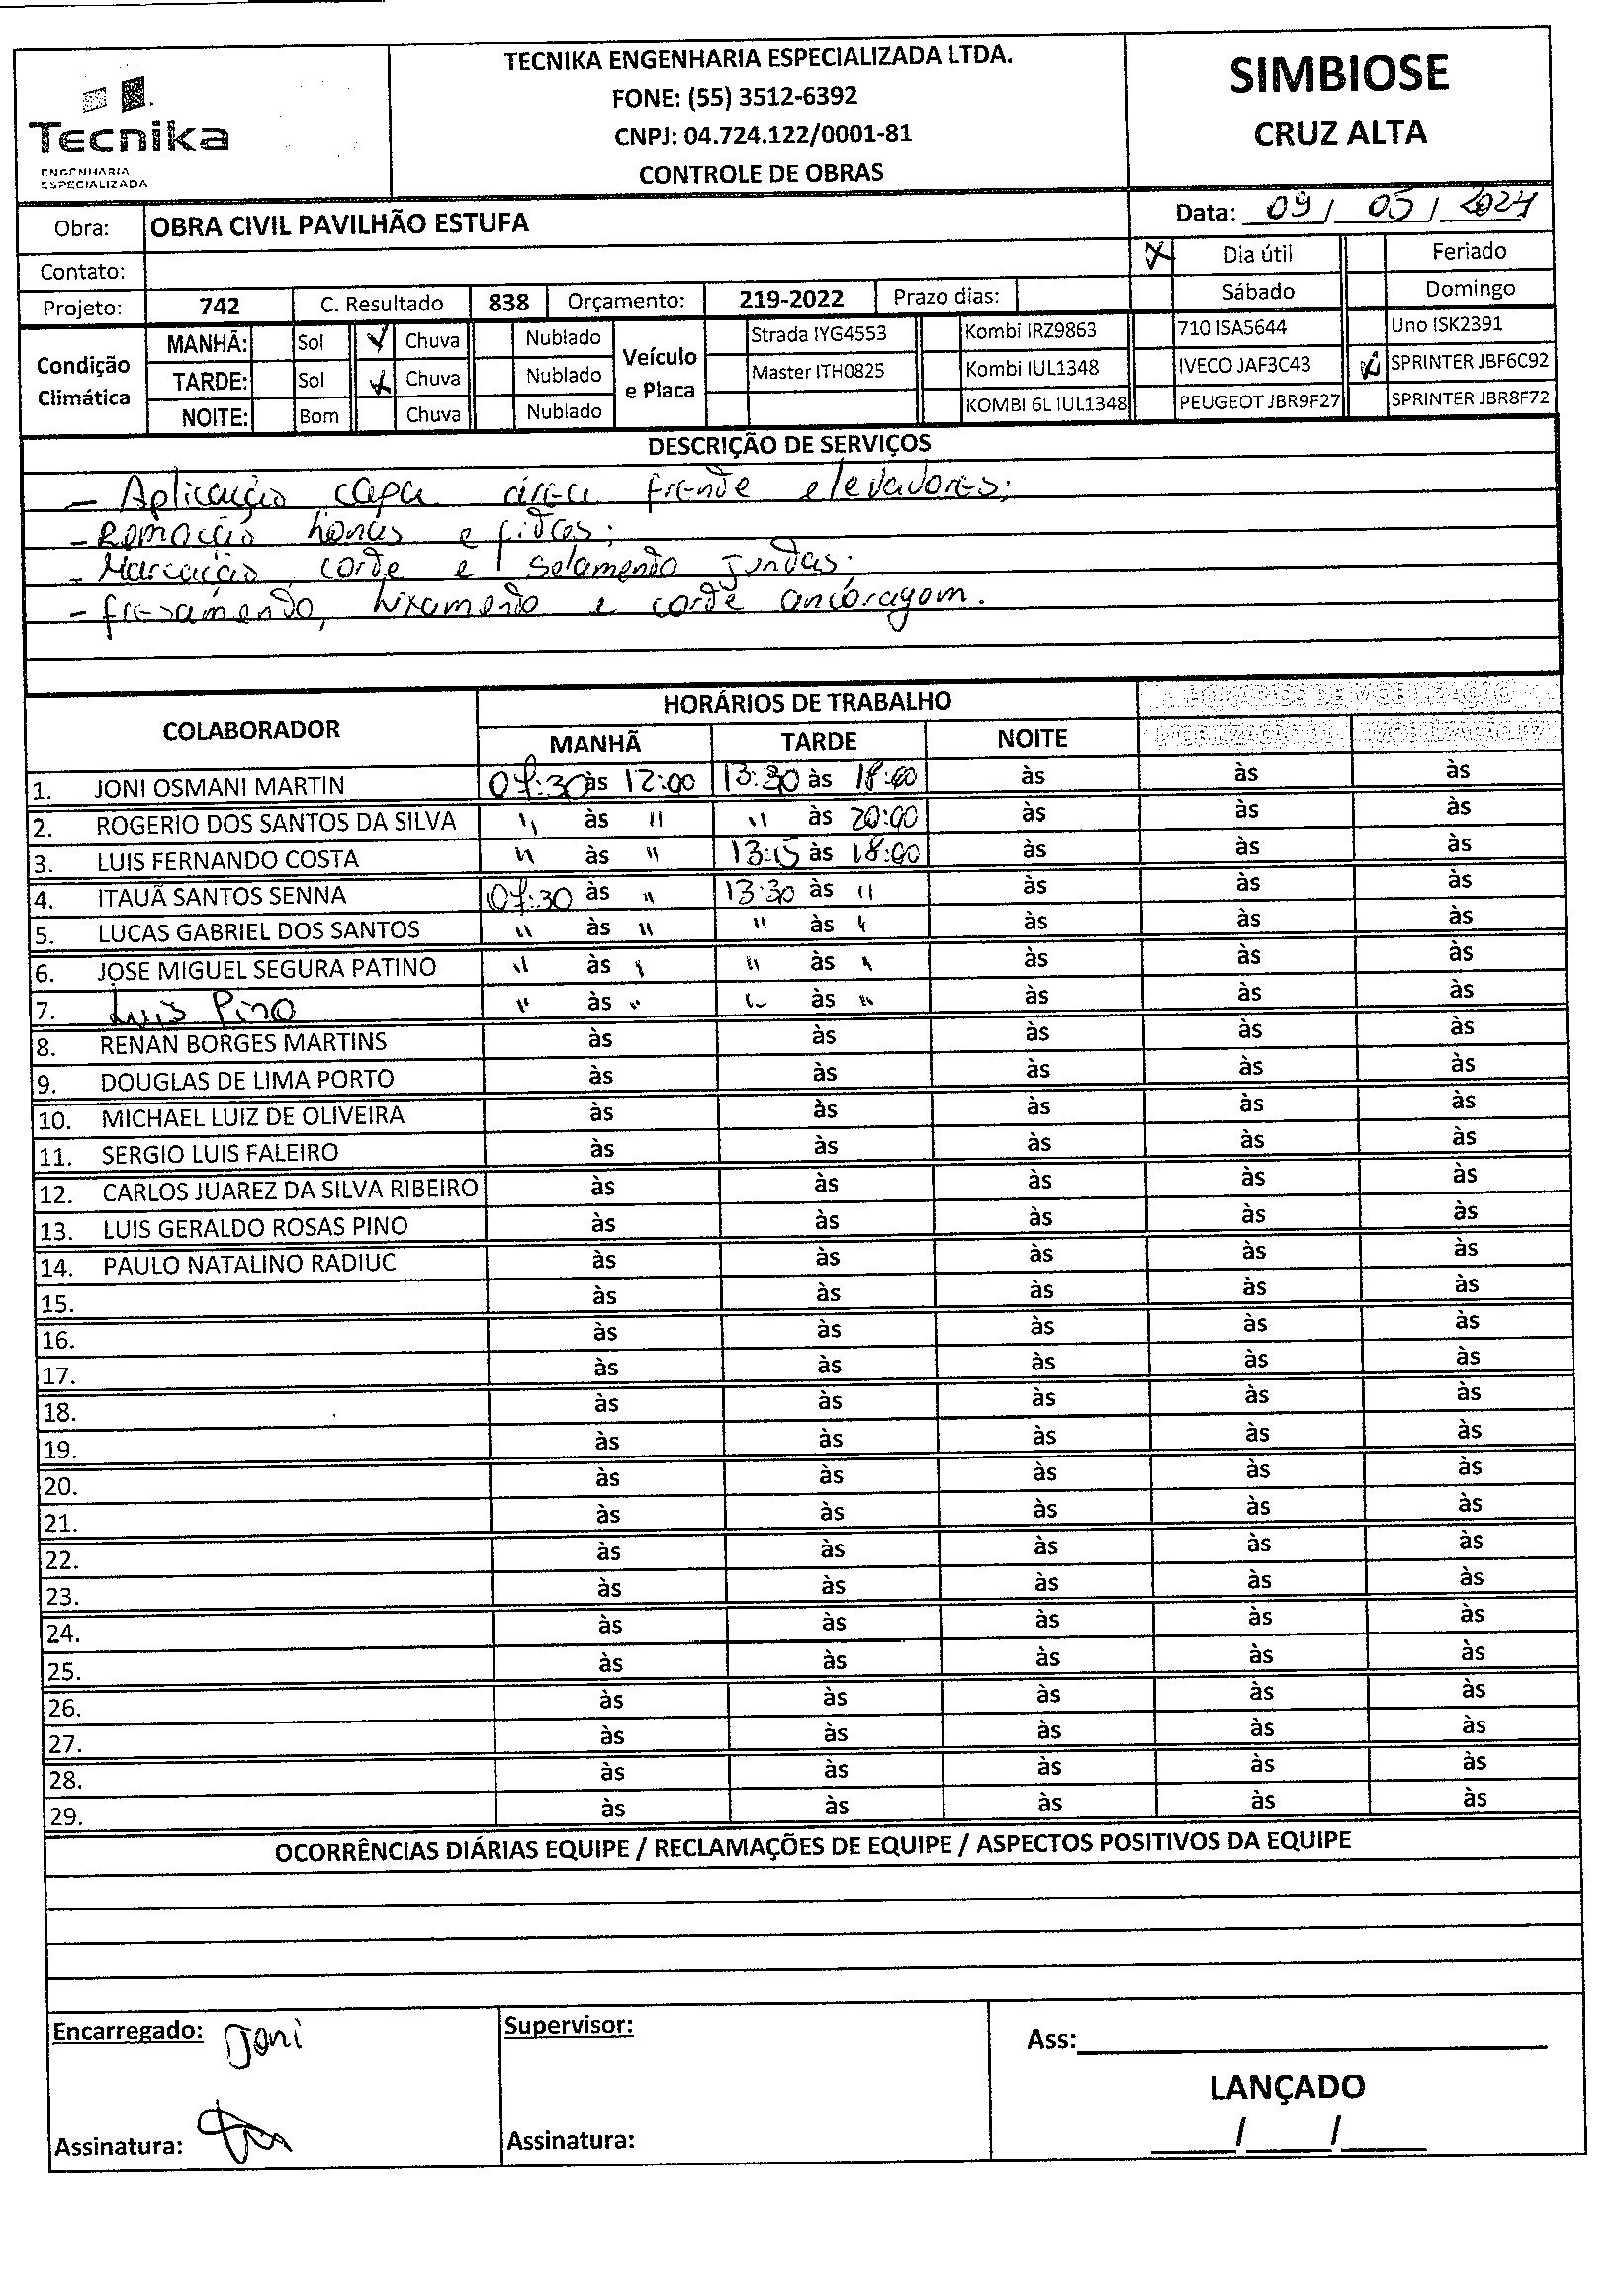 Tecnika
ENGENHARIA
ESPECIALIZADA
TECNIKA ENGENHARIA ESPECIALIZADA LTDA.
FONE: (55) 3512-6392
CNPJ: 04.724.122/0001-81
CONTROLE DE OBRAS
SIMBIOSE
CRUZ ALTA
Obra: OBRA CIVIL PAVILHÃO ESTUFA
Data: 09 / 05 / 2024
Contato:
X Dia útil Feriado
Sábado Domingo
Projeto: 742 C. Resultado 838 Orçamento: 219-2022 Prazo dias:
Condição Climática
MANHÃ: Sol X Chuva Nublado
TARDE: Sol X Chuva Nublado
NOITE: Bom Chuva Nublado
Veículo e Placa
Strada IYG4553 Kombi IRZ9863 710 ISA5644 Uno ISK2391
Master ITH0825 Kombi IUL1348 IVECO JAF3C43 X SPRINTER JBF6C92
KOMBI 6L IUL1348 PEUGEOT JBR9F27 SPRINTER JBR8F72
DESCRIÇÃO DE SERVIÇOS
- Aplicação capa área frente elevadores;
- Remoção lonas e fitas;
- Marcação, corte e selamento juntas;
- fresamento, lixamento e corte ancoragem.
COLABORADOR HORÁRIOS DE TRABALHO
MANHÃ TARDE NOITE
1. JONI OSMANI MARTIN 07:30 às 12:00 13:30 às 18:00 às às às
2. ROGERIO DOS SANTOS DA SILVA " às " " às 20:00 às às às
3. LUIS FERNANDO COSTA " às " 13:15 às 18:00 às às às
4. ITAUÃ SANTOS SENNA 07:30 às " 13:30 às " às às às
5. LUCAS GABRIEL DOS SANTOS " às " " às " às às às
6. JOSE MIGUEL SEGURA PATINO " às " " às " às às às
7. Luis Pino " às " " às " às às às
8. RENAN BORGES MARTINS às às às às às
9. DOUGLAS DE LIMA PORTO às às às às às
10. MICHAEL LUIZ DE OLIVEIRA às às às às às
11. SERGIO LUIS FALEIRO às às às às às
12. CARLOS JUAREZ DA SILVA RIBEIRO às às às às às
13. LUIS GERALDO ROSAS PINO às às às às às
14. PAULO NATALINO RADIUC às às às às às
15. às às às às às
16. às às às às às
17. às às às às às
18. às às às às às
19. às às às às às
20. às às às às às
21. às às às às às
22. às às às às às
23. às às às às às
24. às às às às às
25. às às às às às
26. às às às às às
27. às às às às às
28. às às às às às
29. às às às às às
OCORRÊNCIAS DIÁRIAS EQUIPE / RECLAMAÇÕES DE EQUIPE / ASPECTOS POSITIVOS DA EQUIPE
Encarregado: Joni
Supervisor:
Ass:
LANÇADO
Assinatura:
Assinatura:
/ /